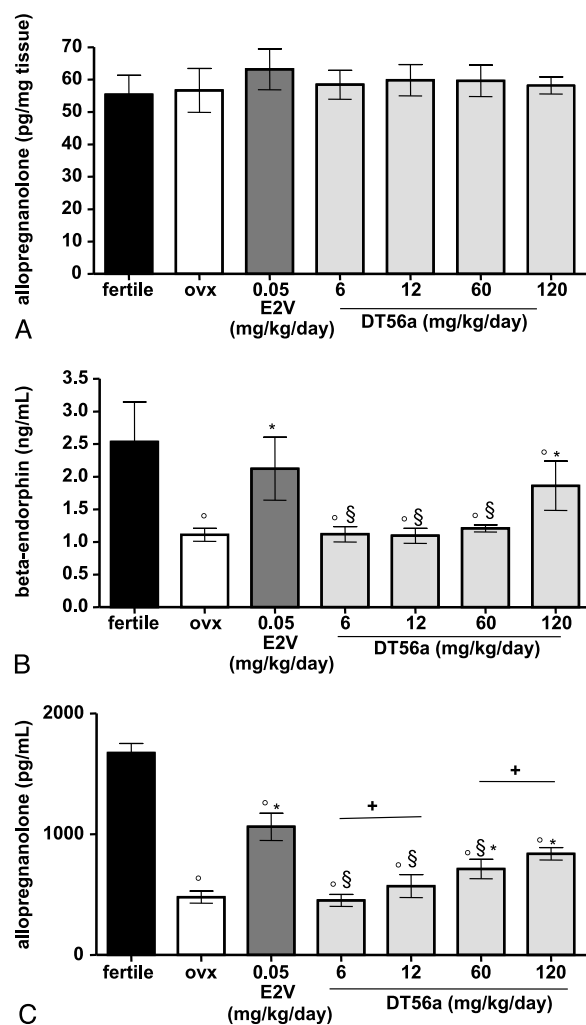 allopregnanolone (pg/mg tissue)
70
60
50
40
30
20
10
0
fertile ovx 0.05 6 12 60 120
E2V
(mg/kg/day)
DT56a (mg/kg/day)
A
beta-endorphin (ng/mL)
3.5
3.0
2.5
2.0
1.5
1.0
0.5
0.0
° * ° § ° § ° § ° *
fertile ovx 0.05 6 12 60 120
E2V
(mg/kg/day)
DT56a (mg/kg/day)
B
allopregnanolone (pg/mL)
2000
1000
0
+ +
° ° * ° § ° § ° § * ° *
fertile ovx 0.05 6 12 60 120
E2V
(mg/kg/day)
DT56a (mg/kg/day)
C